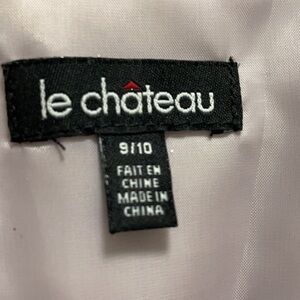 le château
9/10
FAIT EN
CHINE
MADE IN
CHINA